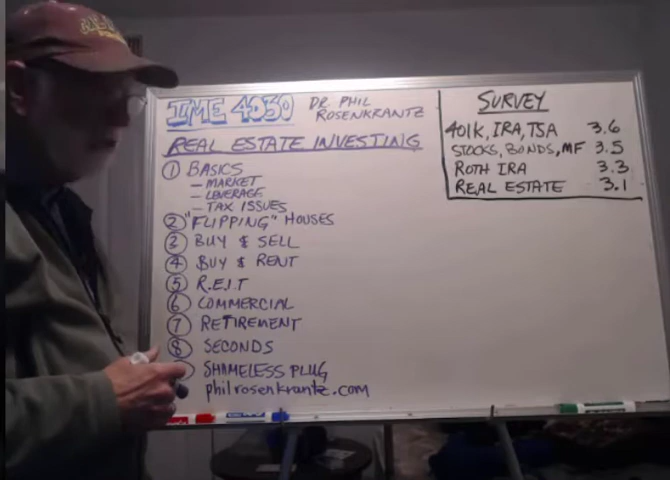 IME 4030 DR PHIL
ROSENKRANTZ
REAL ESTATE INVESTING
① BASICS
— MARKET
— LEVERAGE
— TAX ISSUES
② "FLIPPING" HOUSES
③ BUY & SELL
④ BUY & RENT
⑤ R.E.I.T
⑥ COMMERCIAL
⑦ RETIREMENT
⑧ SECONDS
SHAMELESS PLUG
philrosenkrantz.com
SURVEY
401K, IRA, TSA 3.6
STOCKS, BONDS, MF 3.5
ROTH IRA 3.3
REAL ESTATE 3.1